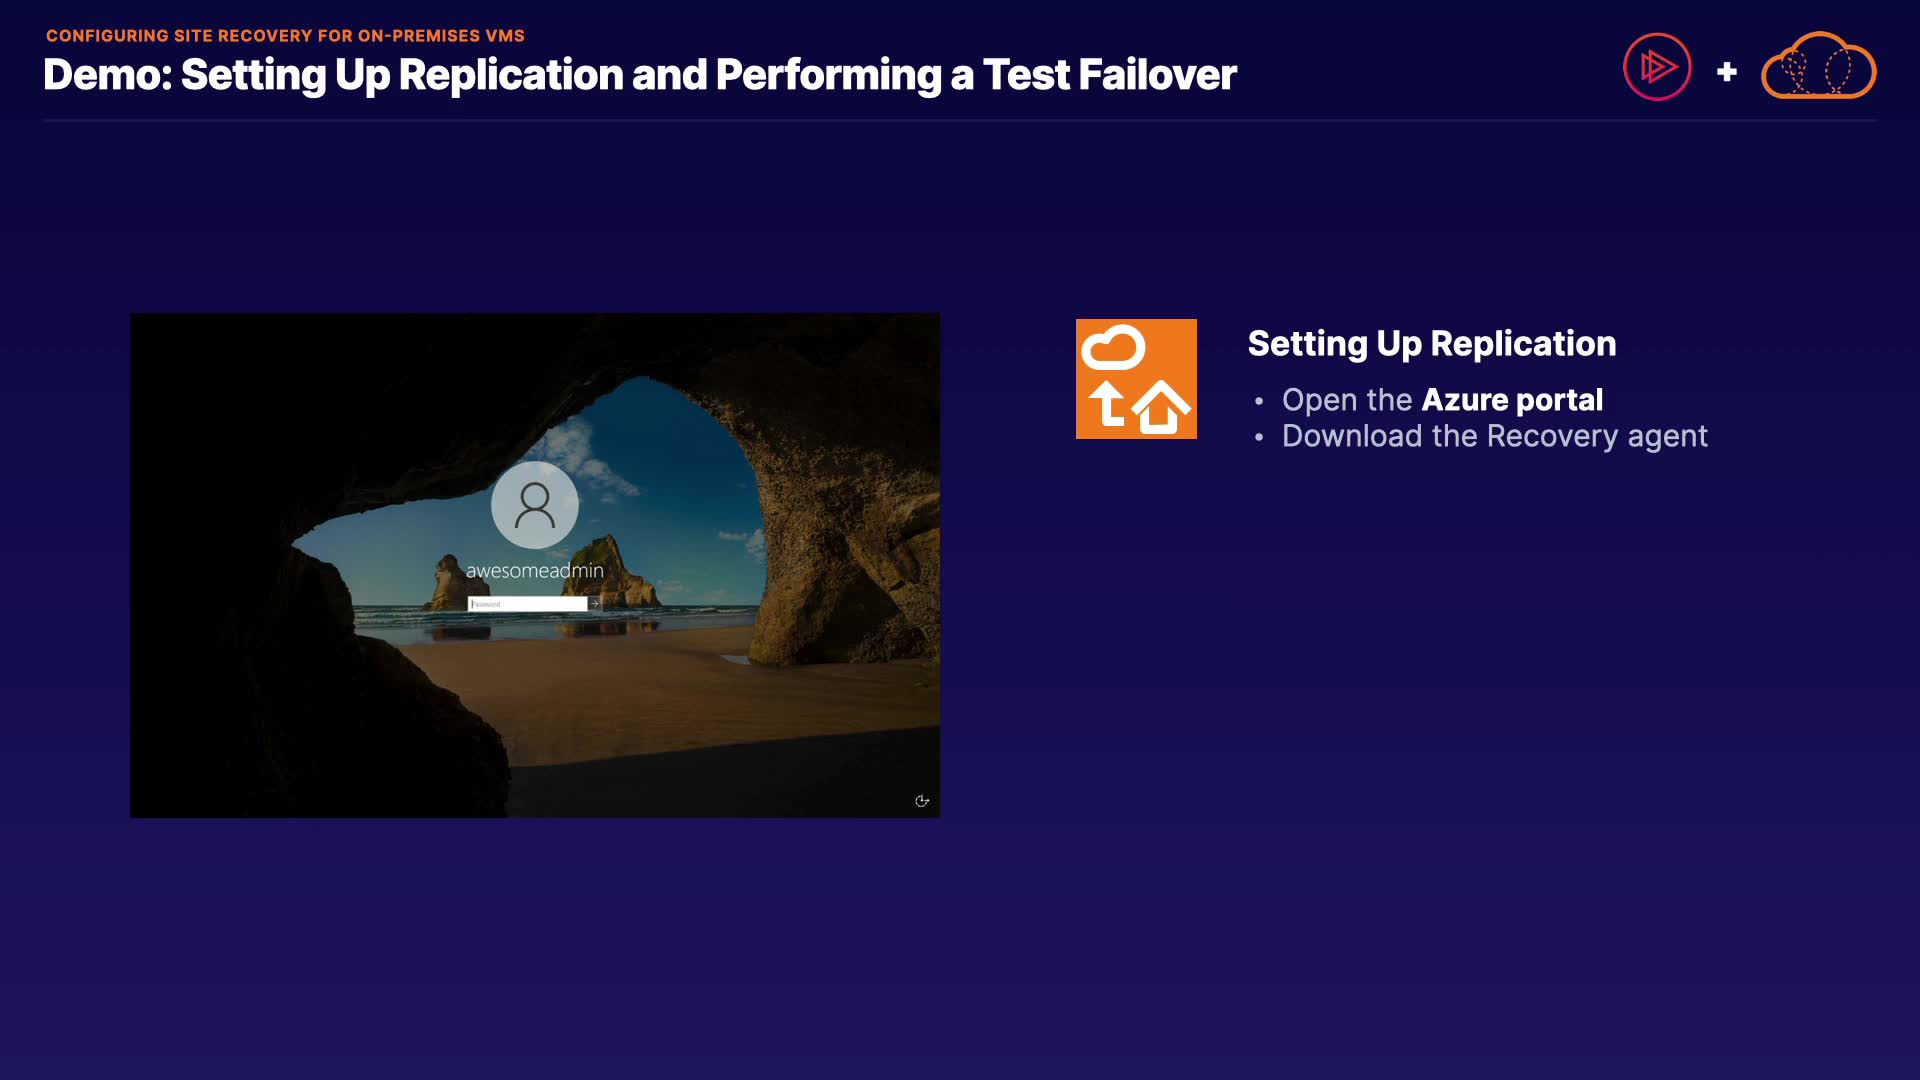 CONFIGURING SITE RECOVERY FOR ON-PREMISES VMS
Demo: Setting Up Replication and Performing a Test Failover
awesomeadmin
Password
Setting Up Replication
• Open the Azure portal
• Download the Recovery agent